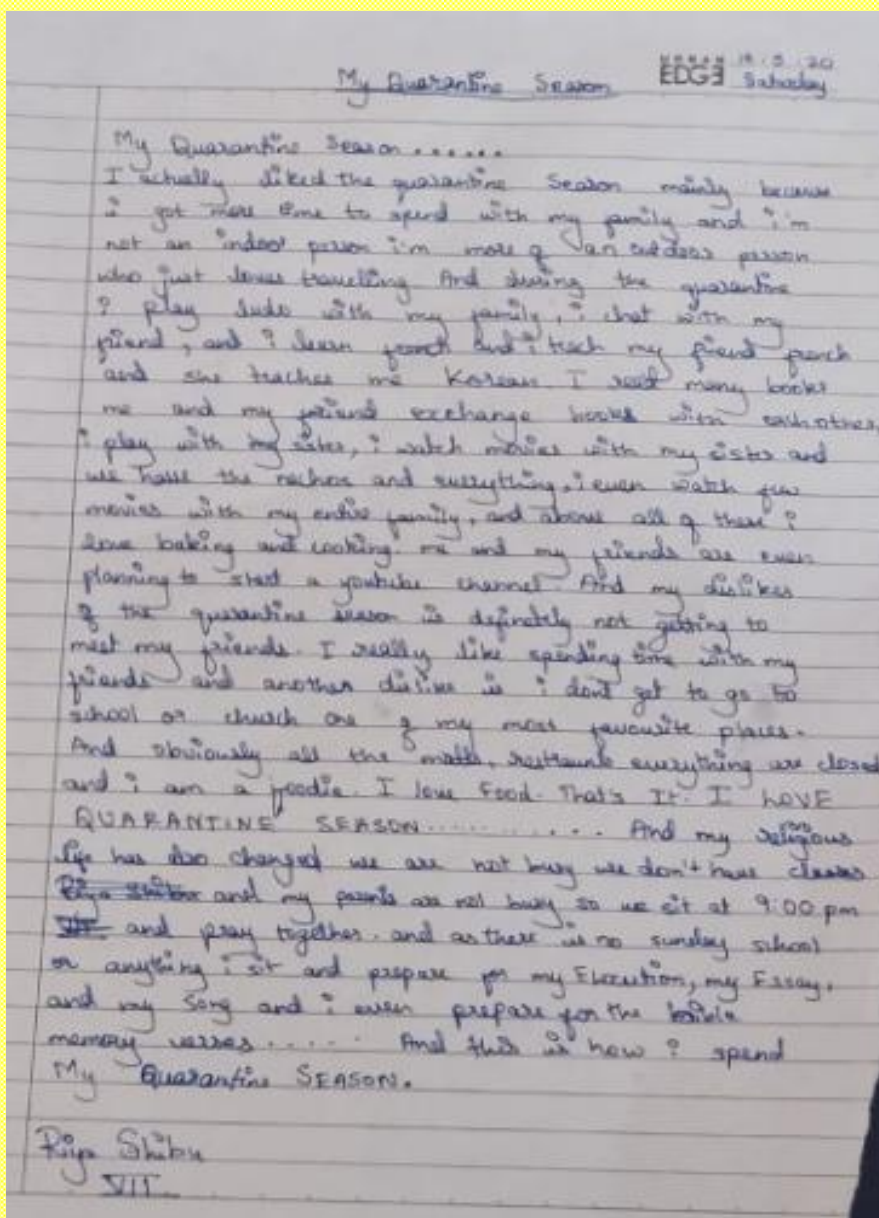 My Quarantine Season
URBAN EDGE
.5.20
Saturday
My Quarantine Season ......
I actually liked the quarantine Season mainly because
i got more time to spend with my family and i'm
not an indoor person i'm more of an outdoor person
who just loves travelling And during the quarantine
i play ludo with my family, i chat with my
friend, and i learn french and i teach my friend french
and she teaches me Korean. I read many books
me and my friend exchange books with each other,
i play with my sister, i watch movies with my sister and
we have the nachos and everything, i even watch few
movies with my entire family, and above all of these i
love baking and cooking. me and my friends are even
planning to start a youtube channel. And my dislikes
of the quarantine season is definately not getting to
meet my friends. I really like spending time with my
friends and another dislike is i dont get to go to
school or church one of my most favourite places.
And obviously all the malls, everything are closed
and i am a foodie. I love Food. That's It. I LOVE
QUARANTINE SEASON............ And my religious
life has also changed we are not busy we don't have classes
Riya Shibu and my parents are not busy so we sit at 9:00 pm
VII and pray together. and as there is no sunday school
or anything i sit and prepare for my Elocution, my Essay,
and my Song and i even prepare for the bible
memory verses..... And this is how i spend
My Quarantine SEASON.
Riya Shibu
VII